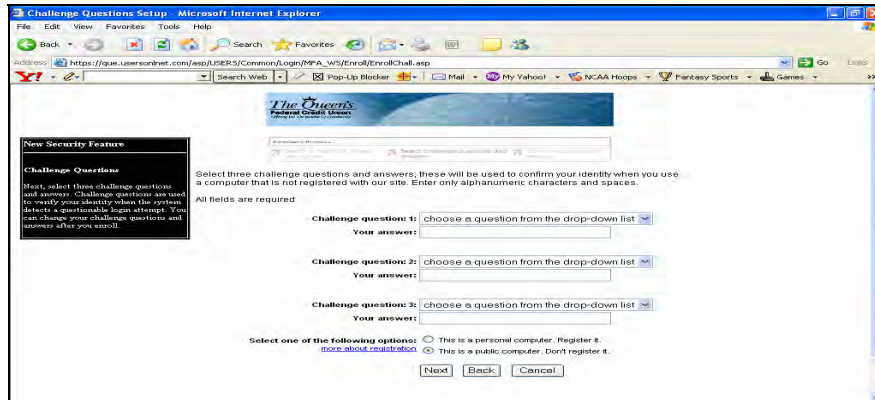 Challenge Questions Setup - Microsoft Internet Explorer
File Edit View Favorites Tools Help
Back Search Favorites
Address https://que.usersonlnet.com/asp/USERS/Common/Login/MFA_WS/Enroll/EnrollChall.asp Go Links
Y! Search Web Pop-Up Blocker Mail My Yahoo! NCAA Hoops Fantasy Sports Games »
The Queen's
Federal Credit Union
New Security Feature
Challenge Questions
Next, select three challenge questions
and answers. Challenge questions are used
to verify your identity when the system
detects a questionable login attempt. You
can change your challenge questions and
answers after you enroll.
Select three challenge questions and answers; these will be used to confirm your identity when you use
a computer that is not registered with our site. Enter only alphanumeric characters and spaces.
All fields are required
Challenge question: 1: choose a question from the drop-down list
Your answer:
Challenge question: 2: choose a question from the drop-down list
Your answer:
Challenge question: 3: choose a question from the drop-down list
Your answer:
Select one of the following options: This is a personal computer. Register it.
more about registration This is a public computer. Don't register it.
Next Back Cancel